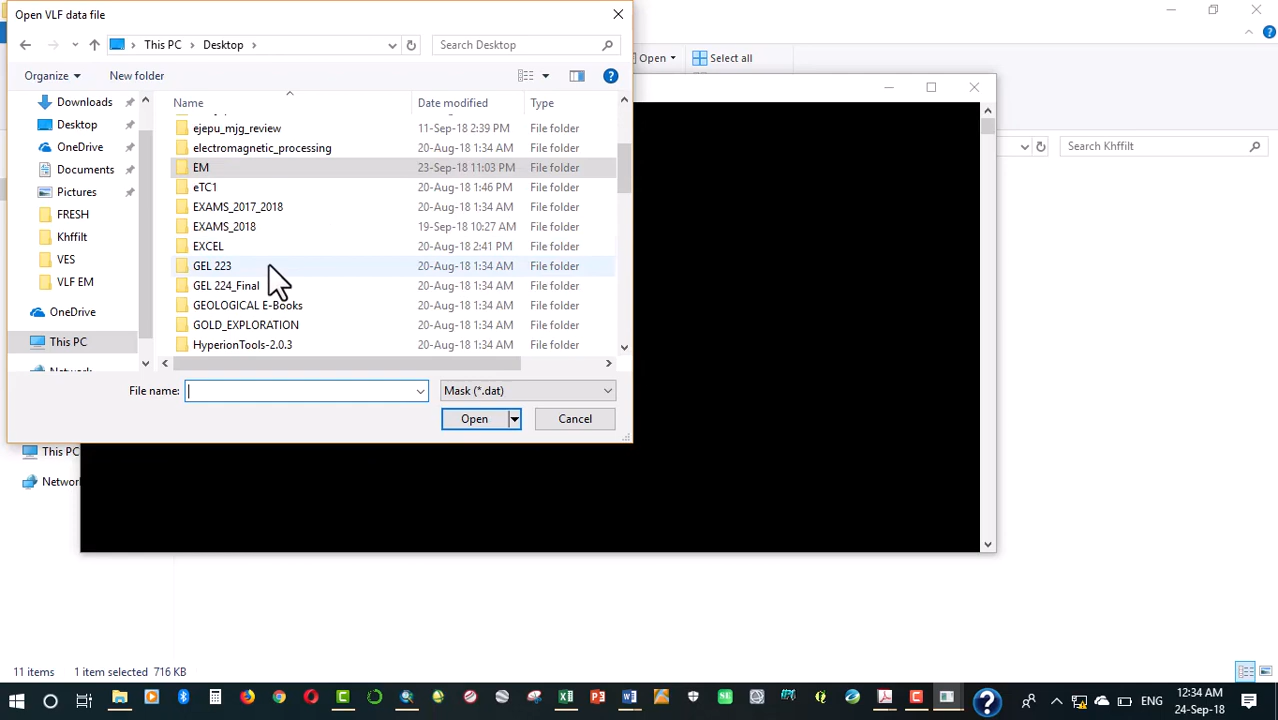 Open VLF data file
This PC
Desktop
Search Desktop
Open
Select all
Organize
New folder
Name
Date modified
Type
Downloads
Desktop
OneDrive
Documents
Pictures
FRESH
Khffilt
VES
VLF EM
OneDrive
This PC
ejepu_mjg_review 11-Sep-18 2:39 PM File folder
electromagnetic_processing 20-Aug-18 1:34 AM File folder
EM 23-Sep-18 11:03 PM File folder
eTC1 20-Aug-18 1:46 PM File folder
EXAMS_2017_2018 20-Aug-18 1:34 AM File folder
EXAMS_2018 19-Sep-18 10:27 AM File folder
EXCEL 20-Aug-18 2:41 PM File folder
GEL 223 20-Aug-18 1:34 AM File folder
GEL 224_Final 20-Aug-18 1:34 AM File folder
GEOLOGICAL E-Books 20-Aug-18 1:34 AM File folder
GOLD_EXPLORATION 20-Aug-18 1:34 AM File folder
HyperionTools-2.0.3 20-Aug-18 1:34 AM File folder
Search Khffilt
File name:
Mask (*.dat)
Open
Cancel
This PC
Network
11 items 1 item selected 716 KB
ENG
12:34 AM
24-Sep-18